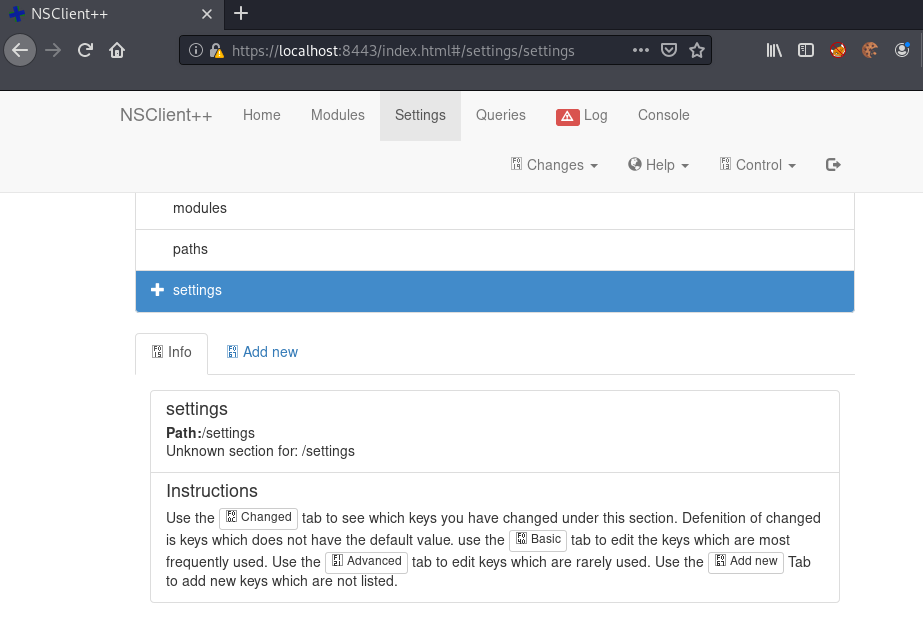 NSClient++
https://localhost:8443/index.html#/settings/settings
NSClient++ Home Modules Settings Queries Log Console
Changes Help Control
modules
paths
settings
Info Add new
settings
Path:/settings
Unknown section for: /settings
Instructions
Use the Changed tab to see which keys you have changed under this section. Defenition of changed
is keys which does not have the default value. use the Basic tab to edit the keys which are most
frequently used. Use the Advanced tab to edit keys which are rarely used. Use the Add new Tab
to add new keys which are not listed.